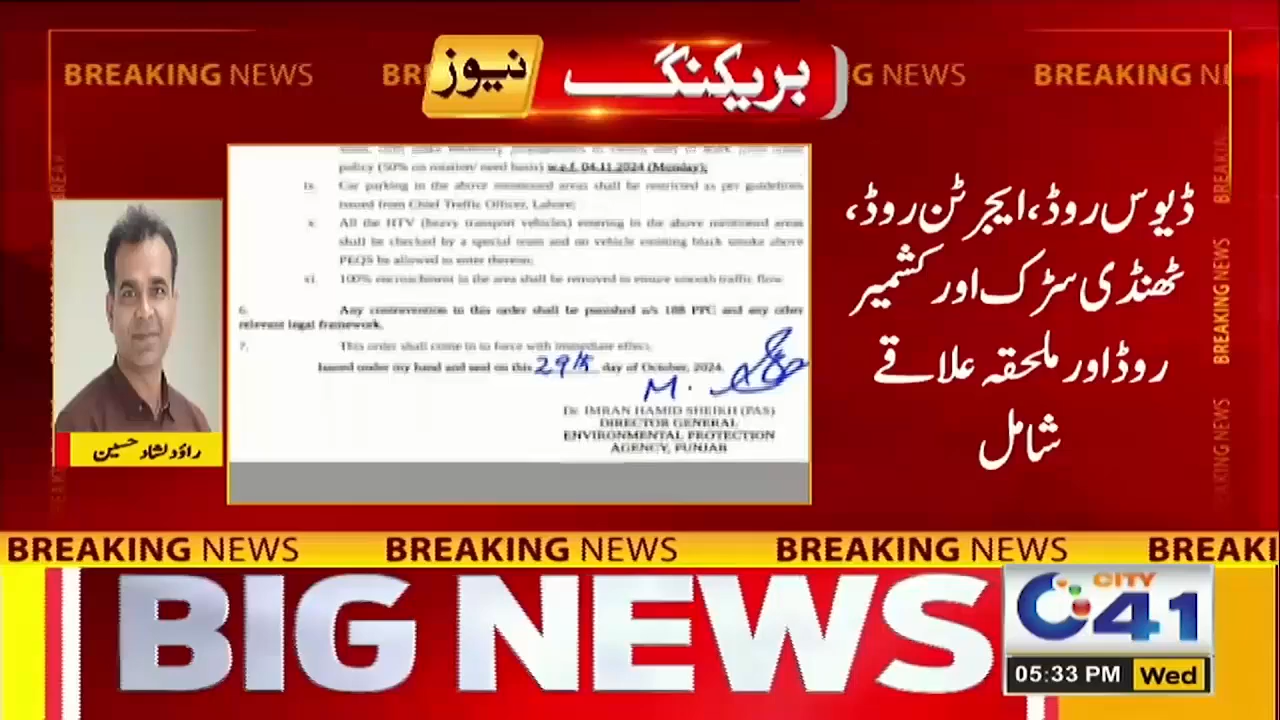 BREAKING NEWS
بریکنگ نیوز
BREAKING NEWS
policy (50% on rotation/ need basis) w.e.f. 04.11.2024 (Monday);
ix. Car parking in the above mentioned areas shall be restricted as per guidelines
issued from Chief Traffic Officer, Lahore;
x. All the HTV (heavy transport vehicles) entering in the above mentioned areas
shall be checked by a special team and no vehicle emitting black smoke above
PEQS be allowed to enter therein;
xi. 100% encroachment in the area shall be removed to ensure smooth traffic flow.
6. Any contravention to this order shall be punished u/s 188 PPC and any other
relevant legal framework.
7. This order shall come in to force with immediate effect.
Issued under my hand and seal on this 29th day of October, 2024.
Dr. IMRAN HAMID SHEIKH (PAS)
DIRECTOR GENERAL
ENVIRONMENTAL PROTECTION
AGENCY, PUNJAB
ڈیوس روڈ، ایجرٹن روڈ،
ٹھنڈی سڑک اور کشمیر
روڈ اور ملحقہ علاقے
شامل
راؤ دلشاد حسین
BREAKING NEWS BREAKING NEWS BREAKING NEWS BREAKI
BIG NEWS
CITY
41
05:33 PM Wed